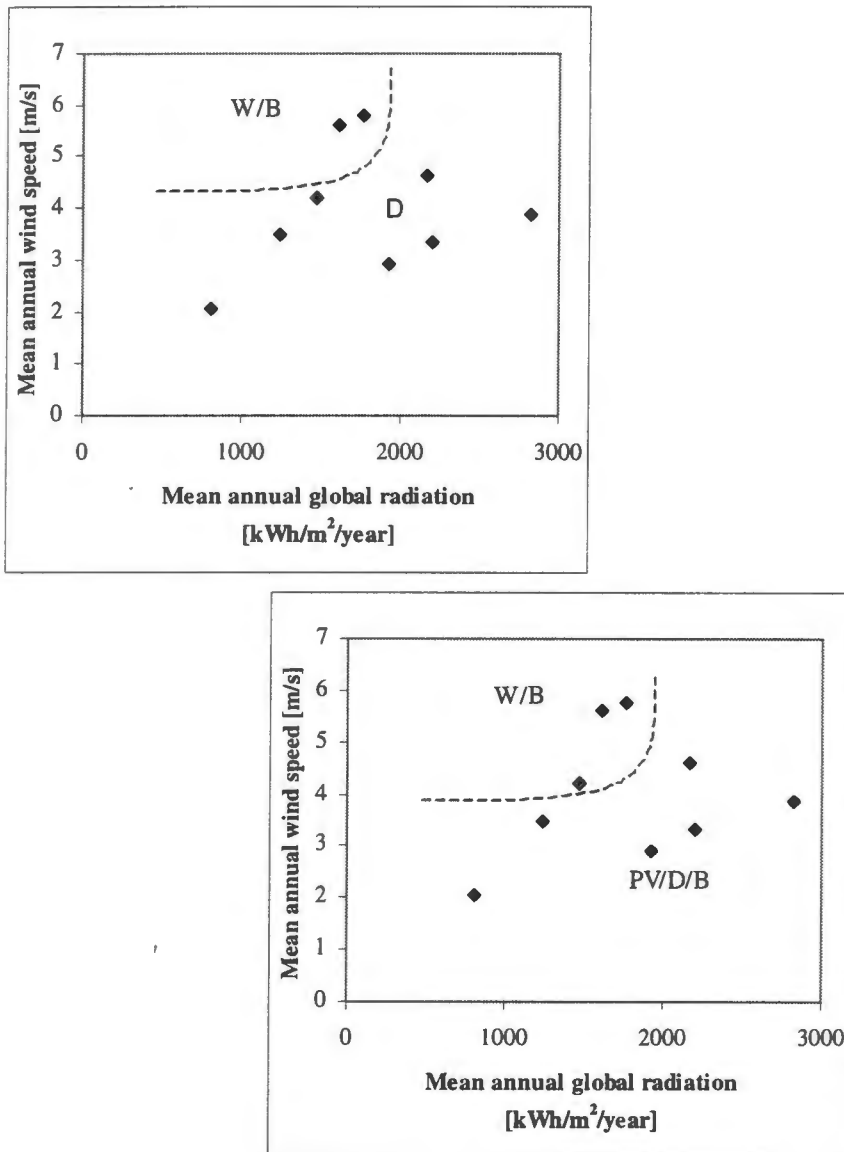 7
6
5
4
3
2
1
0
Mean annual wind speed [m/s]
W/B
D
0 1000 2000 3000
Mean annual global radiation
[kWh/m²/year]
7
6
5
4
3
2
1
0
Mean annual wind speed [m/s]
W/B
PV/D/B
0 1000 2000 3000
Mean annual global radiation
[kWh/m²/year]